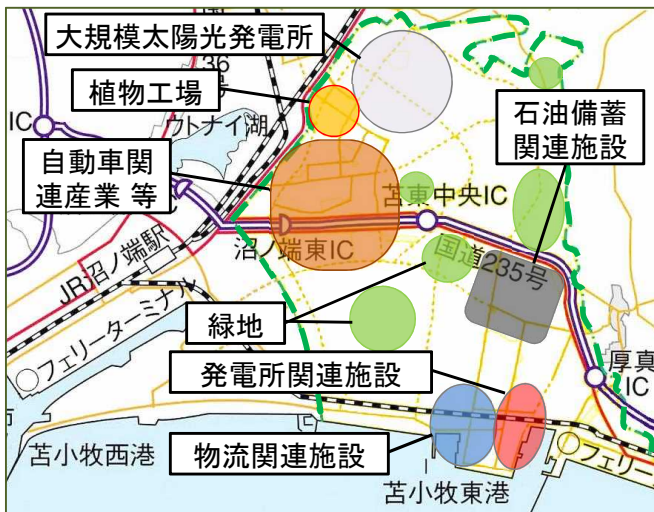 大規模太陽光発電所
36
植物工場
IC
ウトナイ湖
石油備蓄
関連施設
自動車関
連産業 等
苫東中央IC
沼ノ端東IC
国道235号
JR沼ノ端駅
緑地
フェリーターミナル
発電所関連施設
厚真
IC
物流関連施設
苫小牧西港
フェリー
苫小牧東港